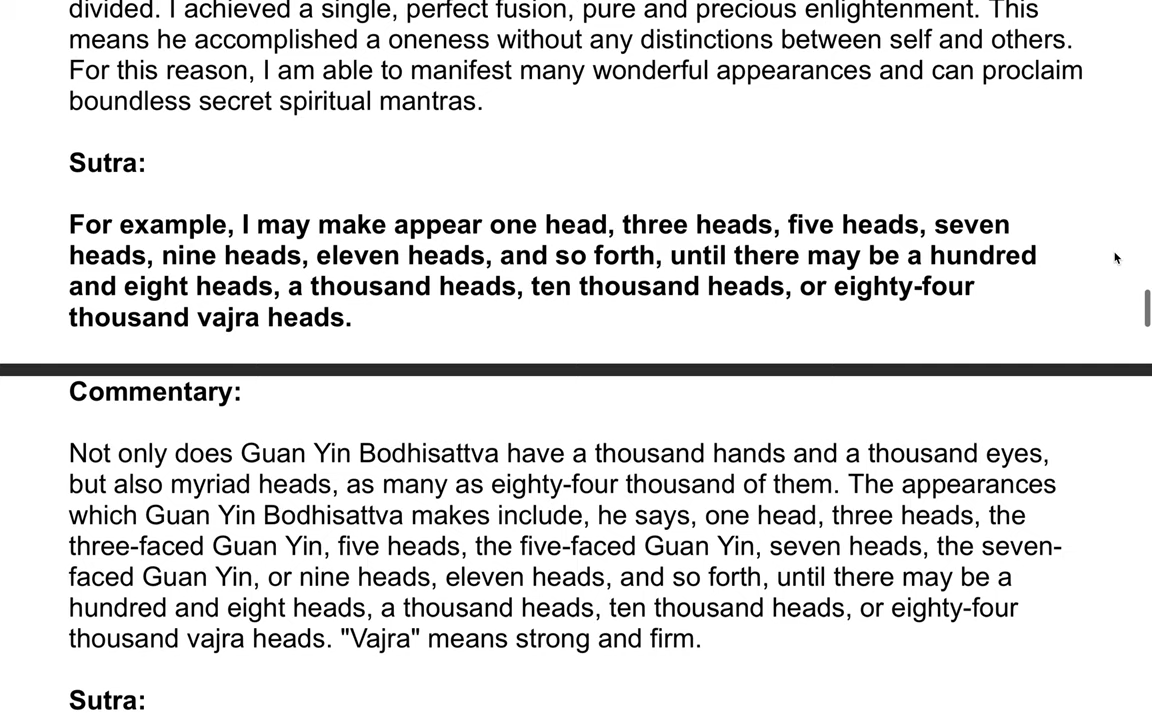 divided. I achieved a single, perfect fusion, pure and precious enlightenment. This
means he accomplished a oneness without any distinctions between self and others.
For this reason, I am able to manifest many wonderful appearances and can proclaim
boundless secret spiritual mantras.
Sutra:
For example, I may make appear one head, three heads, five heads, seven
heads, nine heads, eleven heads, and so forth, until there may be a hundred
and eight heads, a thousand heads, ten thousand heads, or eighty-four
thousand vajra heads.
Commentary:
Not only does Guan Yin Bodhisattva have a thousand hands and a thousand eyes,
but also myriad heads, as many as eighty-four thousand of them. The appearances
which Guan Yin Bodhisattva makes include, he says, one head, three heads, the
three-faced Guan Yin, five heads, the five-faced Guan Yin, seven heads, the seven-
faced Guan Yin, or nine heads, eleven heads, and so forth, until there may be a
hundred and eight heads, a thousand heads, ten thousand heads, or eighty-four
thousand vajra heads. "Vajra" means strong and firm.
Sutra: